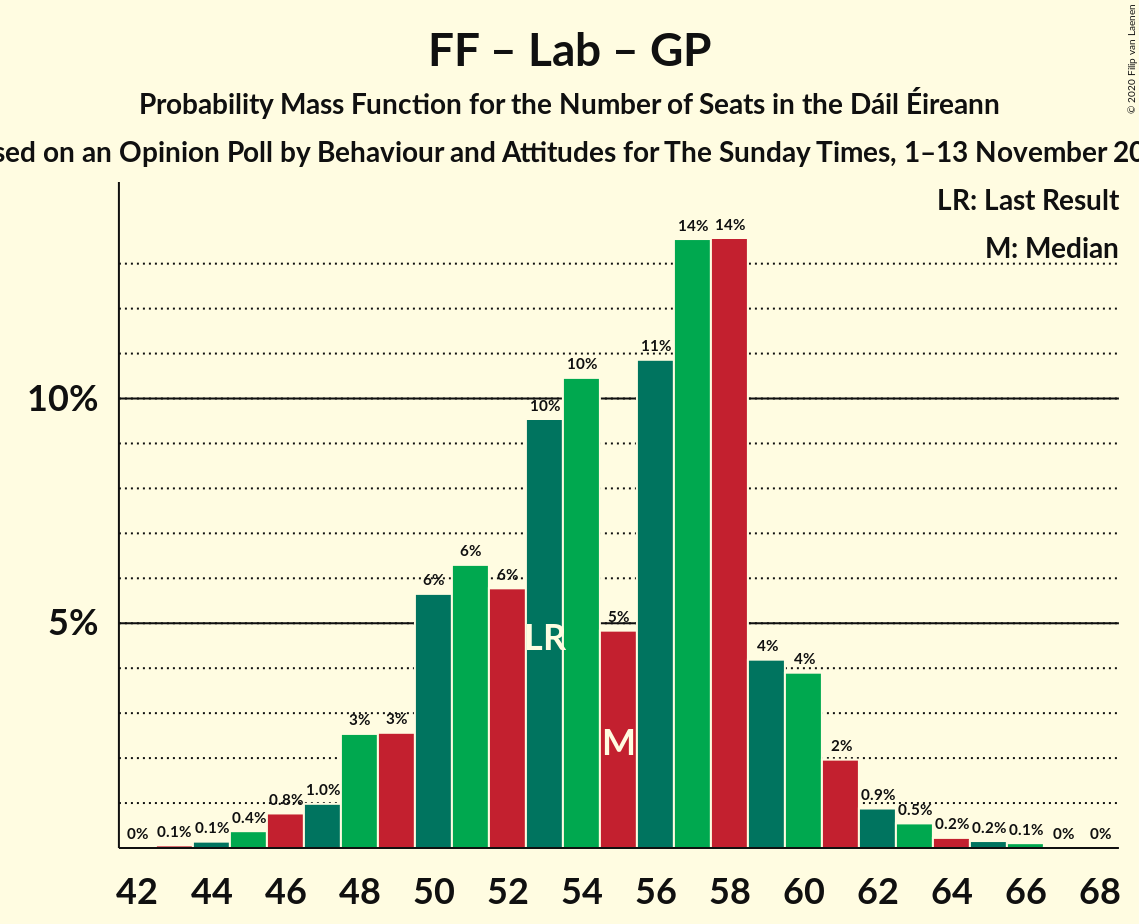 FF – Lab – GP
Probability Mass Function for the Number of Seats in the Dáil Éireann
on an Opinion Poll by Behaviour and Attitudes for The Sunday Times, 1–13 November
© 2020 Filip van Laenen
LR: Last Result
M: Median
14% 14%
11%
10%
10%
10%
6%
6%
6%
5%
5%
LR
4%
4%
3%
3%
M
2%
1.0%
0.8%
0.9%
0.4%
0.5%
0% 0.1% 0.1%
0.2% 0.2% 0.1% 0% 0%
42 44 46 48 50 52 54 56 58 60 62 64 66 68